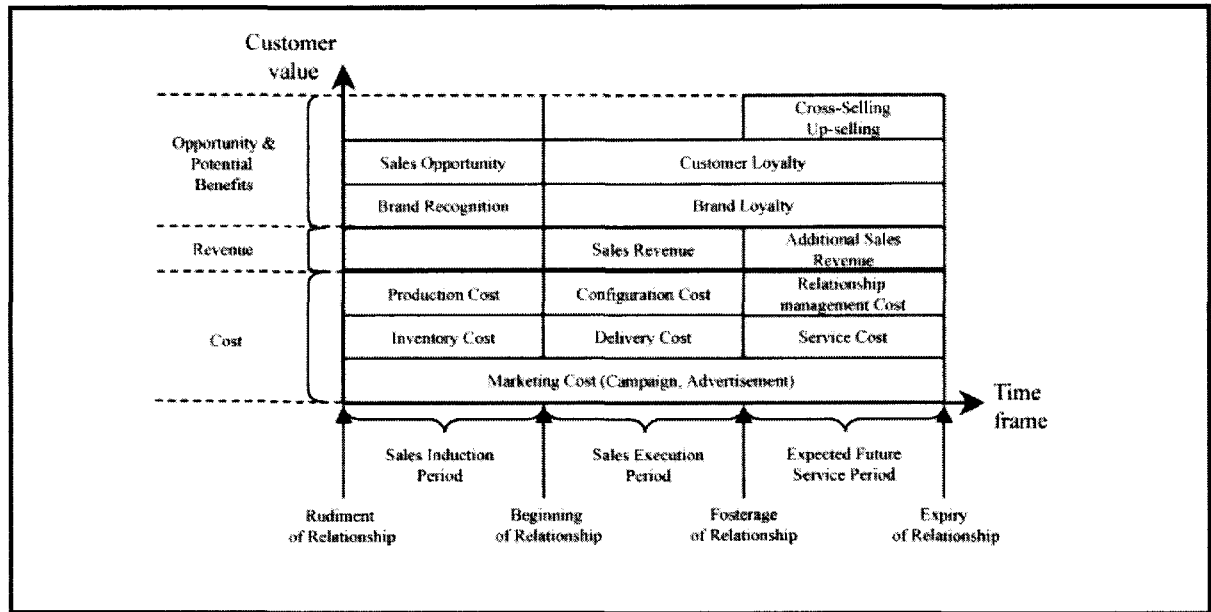 Customer
value
Cross-Selling
Up-selling
Opportunity &
Potential
Benefits
Sales Opportunity
Customer Loyalty
Brand Recognition
Brand Loyalty
Revenue
Sales Revenue
Additional Sales
Revenue
Production Cost
Configuration Cost
Relationship
management Cost
Cost
Inventory Cost
Delivery Cost
Service Cost
Marketing Cost (Campaign, Advertisement)
Time
frame
Sales Induction
Period
Sales Execution
Period
Expected Future
Service Period
Rudiment
of Relationship
Beginning
of Relationship
Fosterage
of Relationship
Expiry
of Relationship